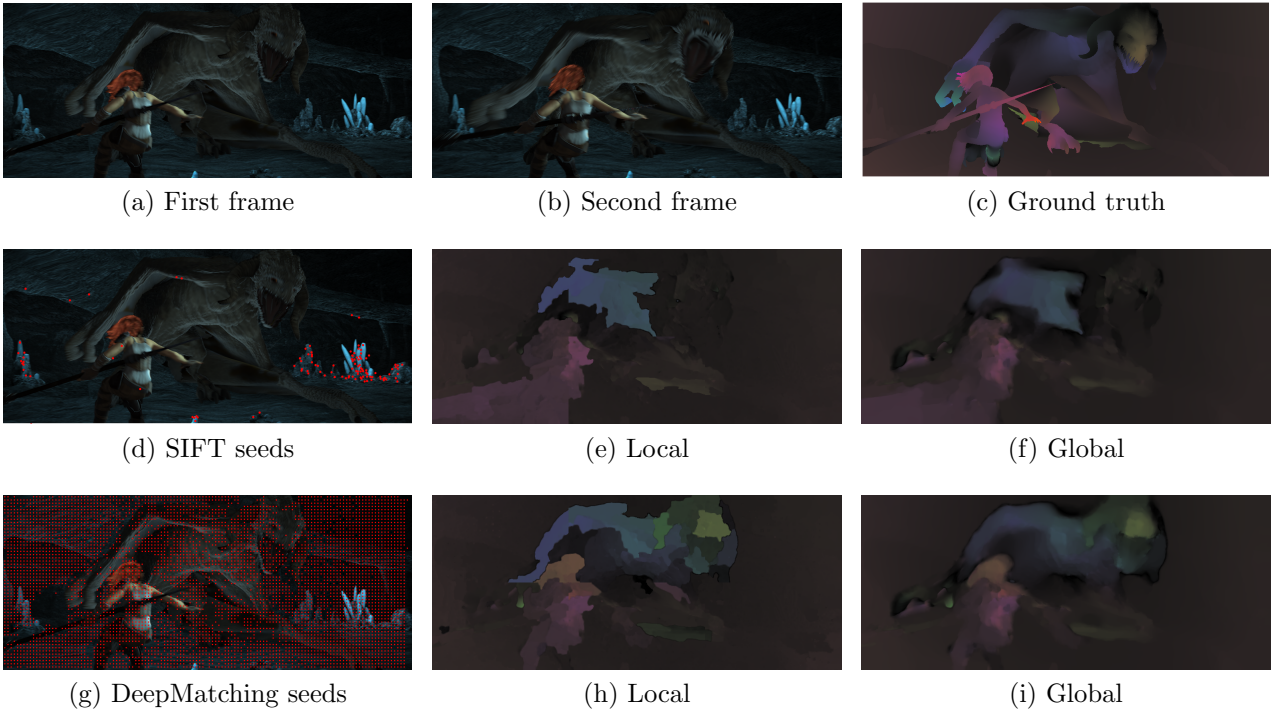 (a) First frame
(b) Second frame
(c) Ground truth
(d) SIFT seeds
(e) Local
(f) Global
(g) DeepMatching seeds
(h) Local
(i) Global